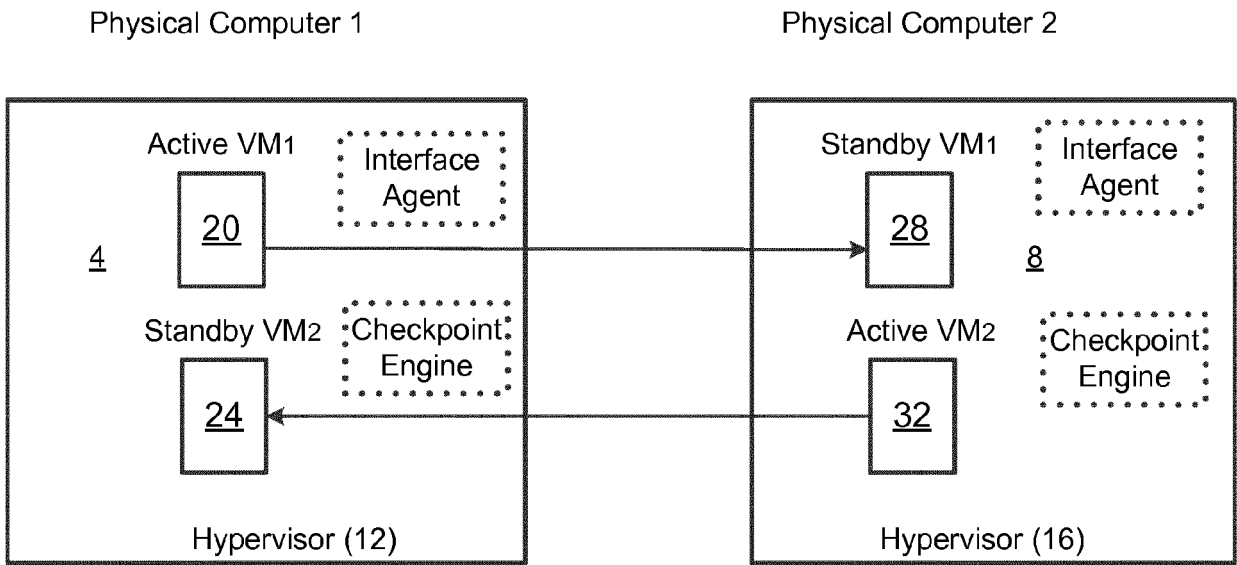 Physical Computer 1
Physical Computer 2
Active VM1
Interface
Agent
20
4
Standby VM2
Checkpoint
Engine
24
Hypervisor (12)
Standby VM1
Interface
Agent
28
8
Active VM2
Checkpoint
Engine
32
Hypervisor (16)